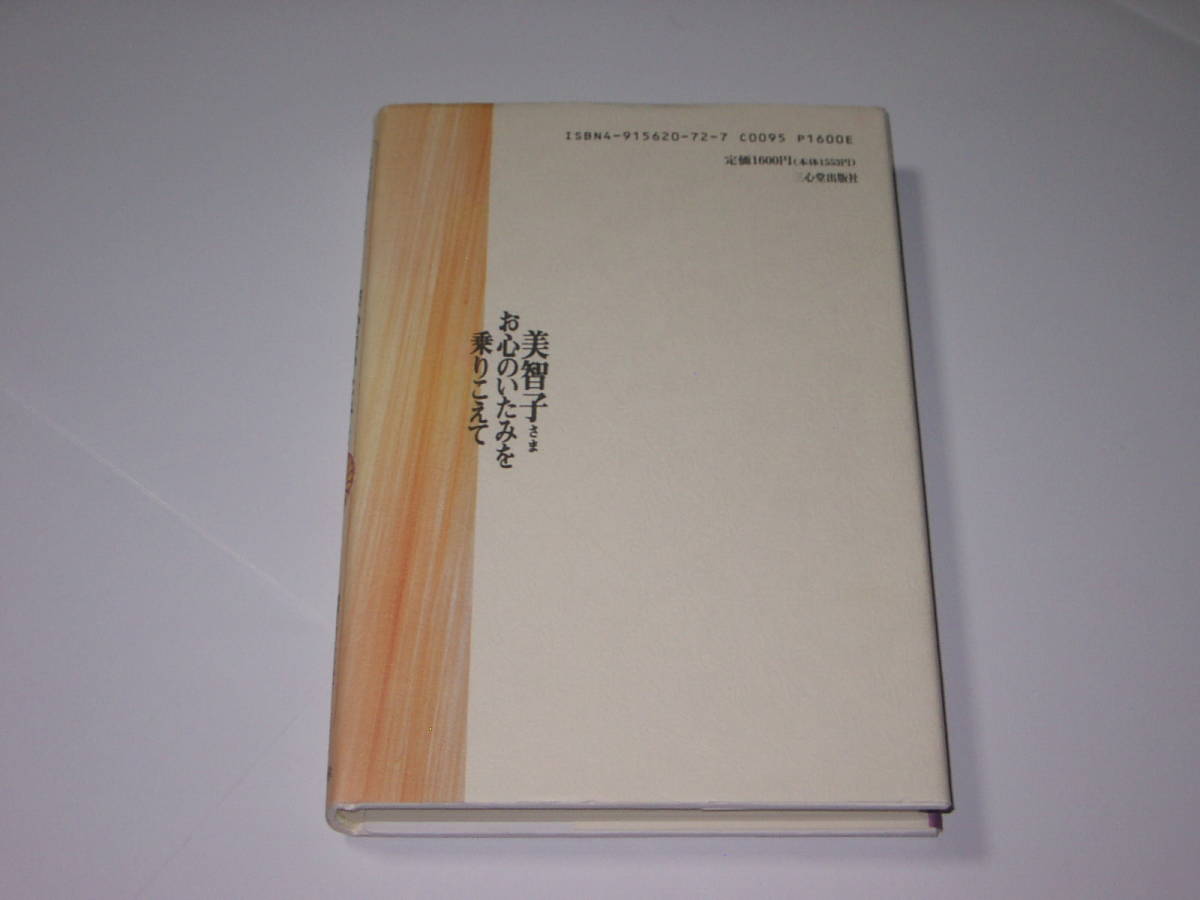 ISBN4-915620-72-7 C0095 P1600E
定価1600円(本体1553円)
三心堂出版社
美智子さま
お心のいたみを
乗りこえて